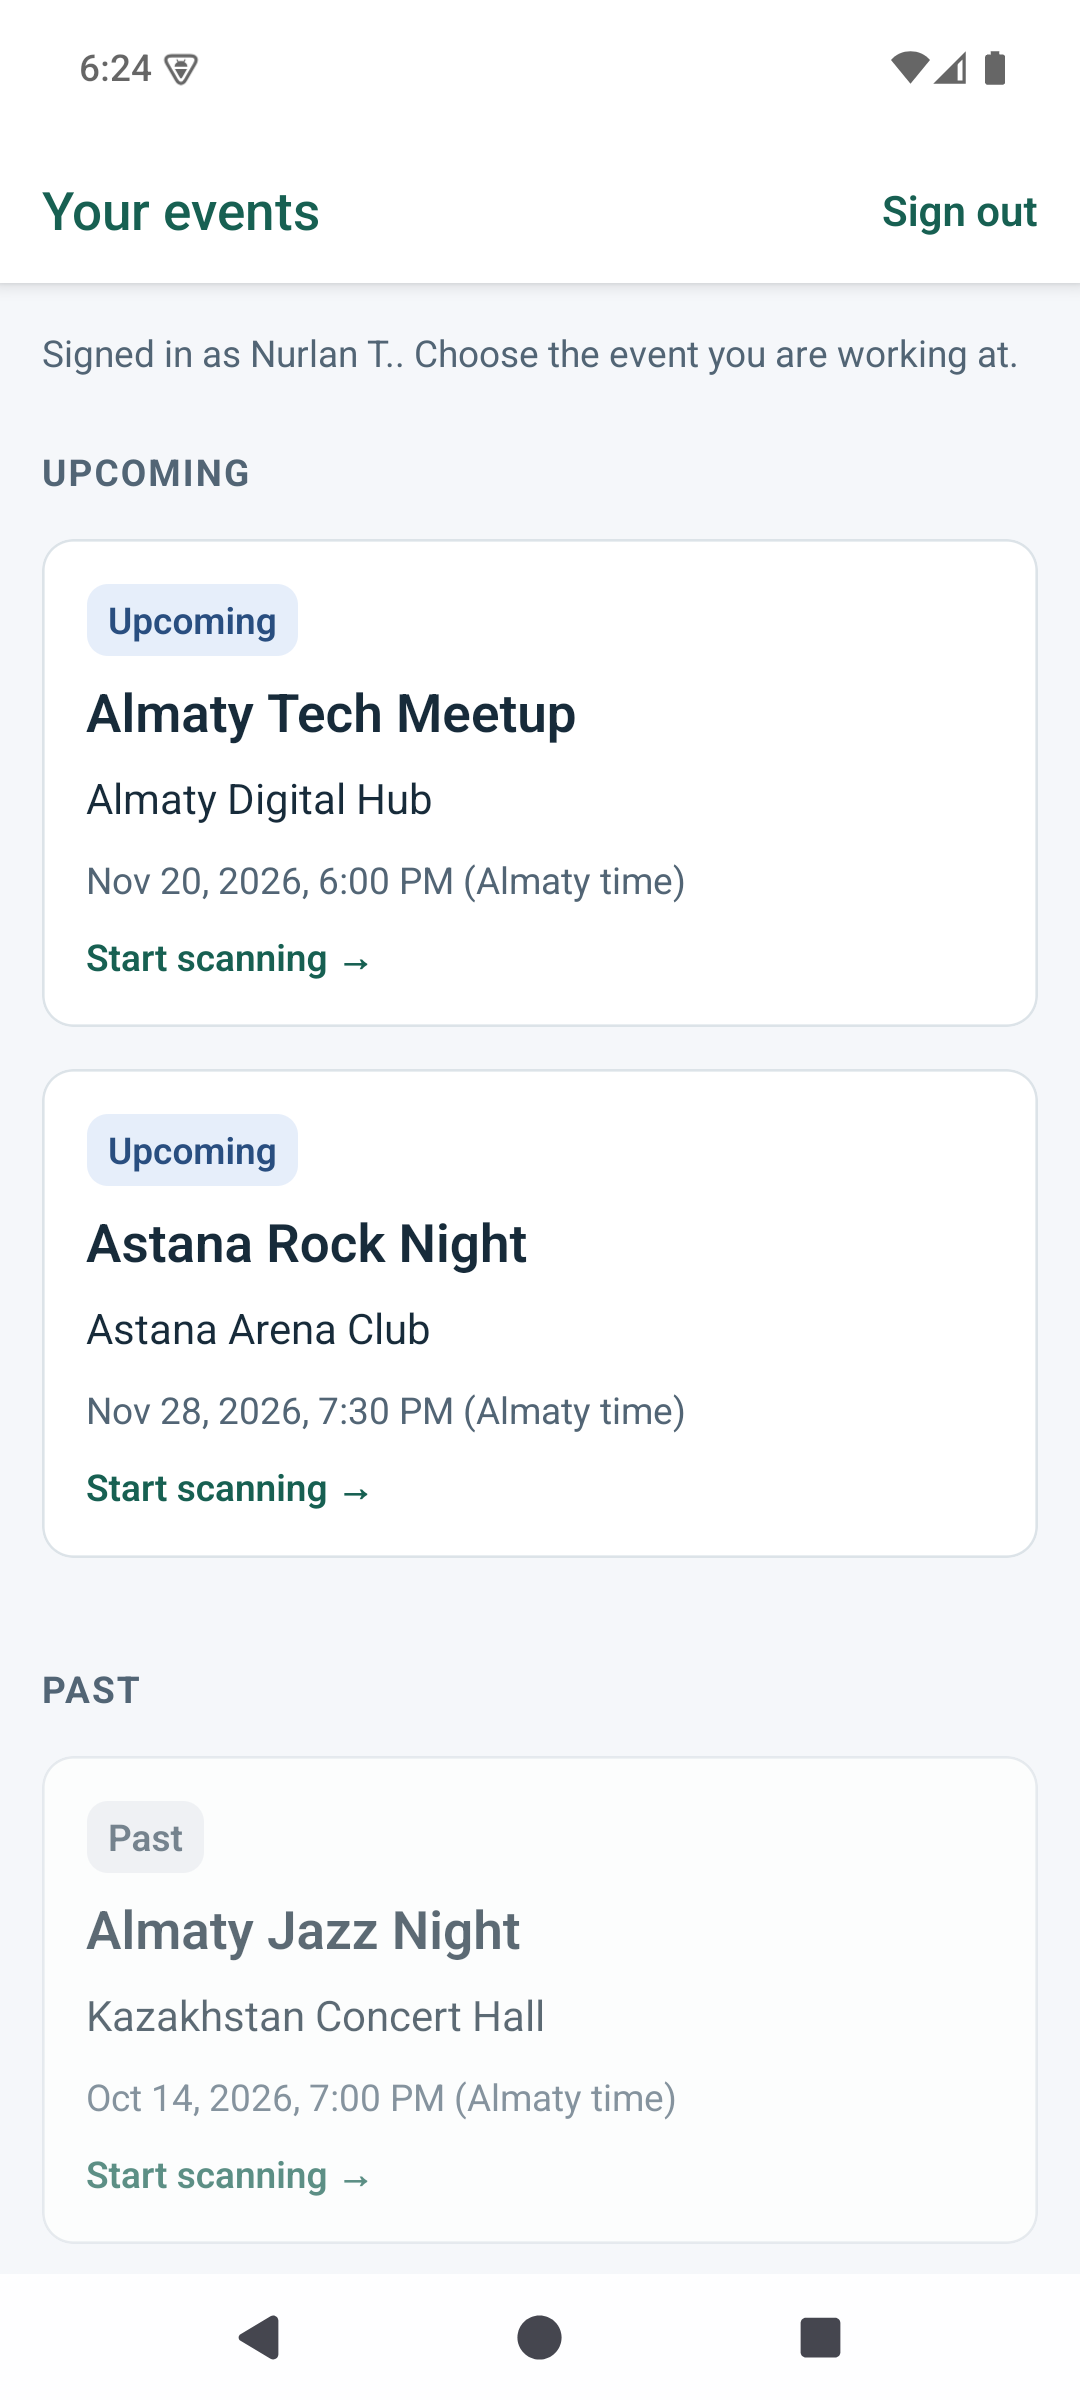 6:24
Your events
Sign out
Signed in as Nurlan T.. Choose the event you are working at.
UPCOMING
Upcoming
Almaty Tech Meetup
Almaty Digital Hub
Nov 20, 2026, 6:00 PM (Almaty time)
Start scanning →
Upcoming
Astana Rock Night
Astana Arena Club
Nov 28, 2026, 7:30 PM (Almaty time)
Start scanning →
PAST
Past
Almaty Jazz Night
Kazakhstan Concert Hall
Oct 14, 2026, 7:00 PM (Almaty time)
Start scanning →